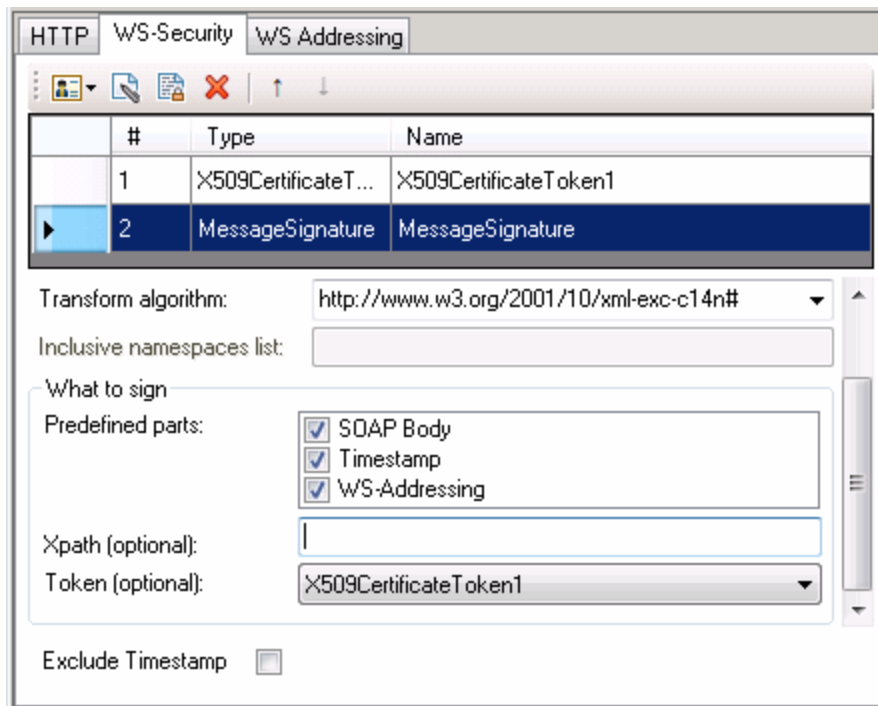 HTTP WS-Security WS Addressing
# Type Name
1 X509CertificateT... X509CertificateToken1
2 MessageSignature MessageSignature
Transform algorithm: http://www.w3.org/2001/10/xml-exc-c14n#
Inclusive namespaces list:
What to sign
Predefined parts: SOAP Body
Timestamp
WS-Addressing
Xpath (optional):
Token (optional): X509CertificateToken1
Exclude Timestamp